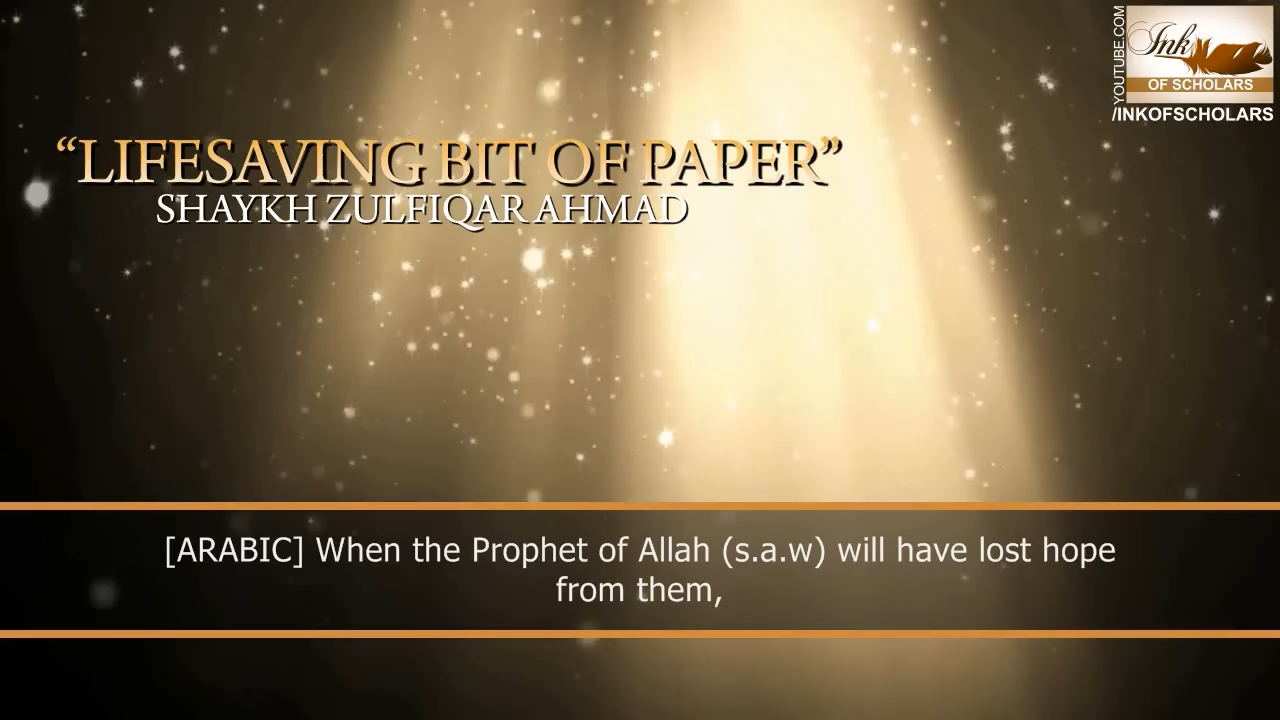 YOUTUBE.COM
Ink
OF SCHOLARS
/INKOFSCHOLARS
“LIFESAVING BIT OF PAPER”
SHAYKH ZULFIQAR AHMAD
[ARABIC] When the Prophet of Allah (s.a.w) will have lost hope
from them,